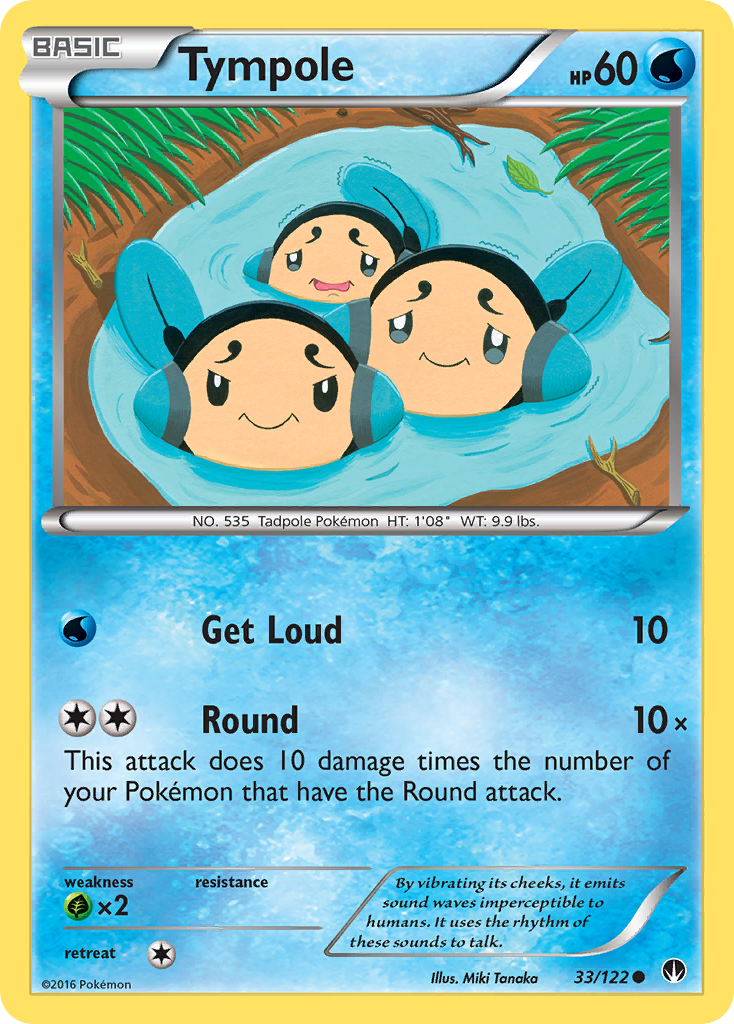 BASIC
Tympole
HP60
NO. 535 Tadpole Pokémon HT: 1'08" WT: 9.9 lbs.
Get Loud 10
Round 10×
This attack does 10 damage times the number of
your Pokémon that have the Round attack.
weakness resistance
×2
By vibrating its cheeks, it emits
sound waves imperceptible to
humans. It uses the rhythm of
these sounds to talk.
retreat
©2016 Pokémon
Illus. Miki Tanaka
33/122